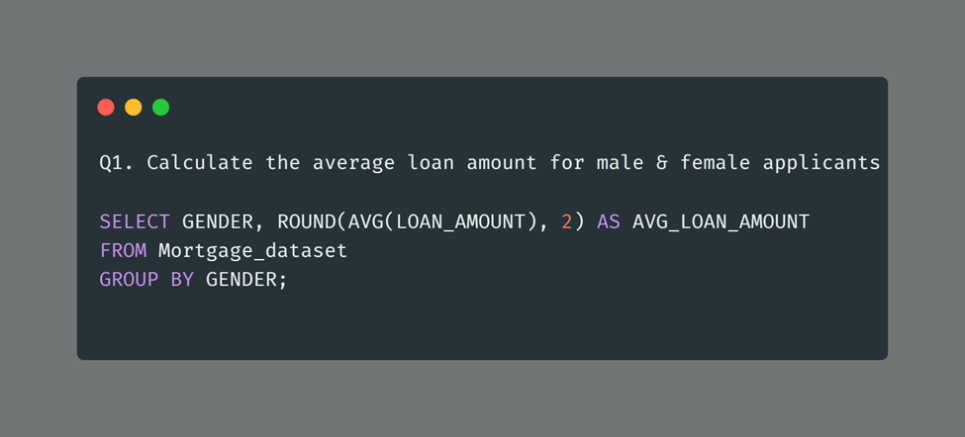 Q1. Calculate the average loan amount for male & female applicants
SELECT GENDER, ROUND(AVG(LOAN_AMOUNT), 2) AS AVG_LOAN_AMOUNT
FROM Mortgage_dataset
GROUP BY GENDER;